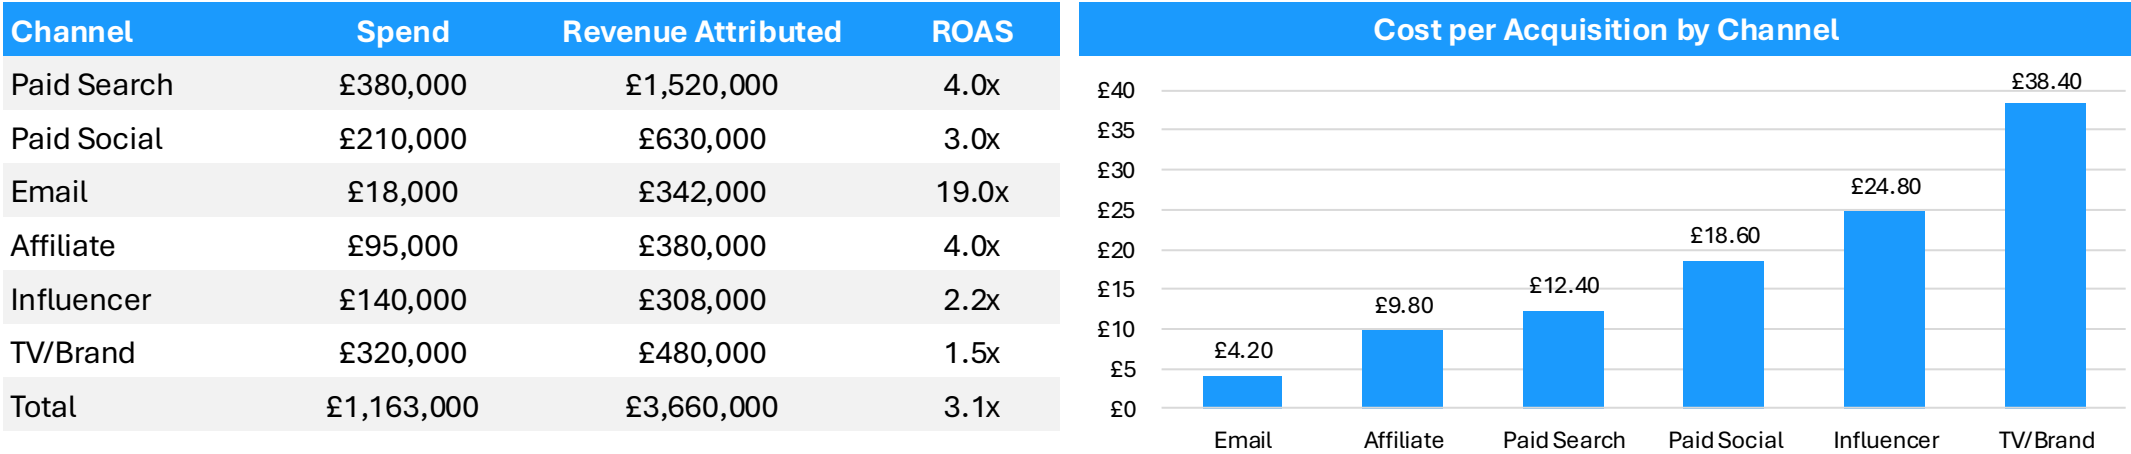 Channel Spend Revenue Attributed ROAS
Paid Search £380,000 £1,520,000 4.0x
Paid Social £210,000 £630,000 3.0x
Email £18,000 £342,000 19.0x
Affiliate £95,000 £380,000 4.0x
Influencer £140,000 £308,000 2.2x
TV/Brand £320,000 £480,000 1.5x
Total £1,163,000 £3,660,000 3.1x
Cost per Acquisition by Channel
£40
£35
£30
£25
£20
£15
£10
£5
£0
£4.20
£9.80
£12.40
£18.60
£24.80
£38.40
Email Affiliate Paid Search Paid Social Influencer TV/Brand